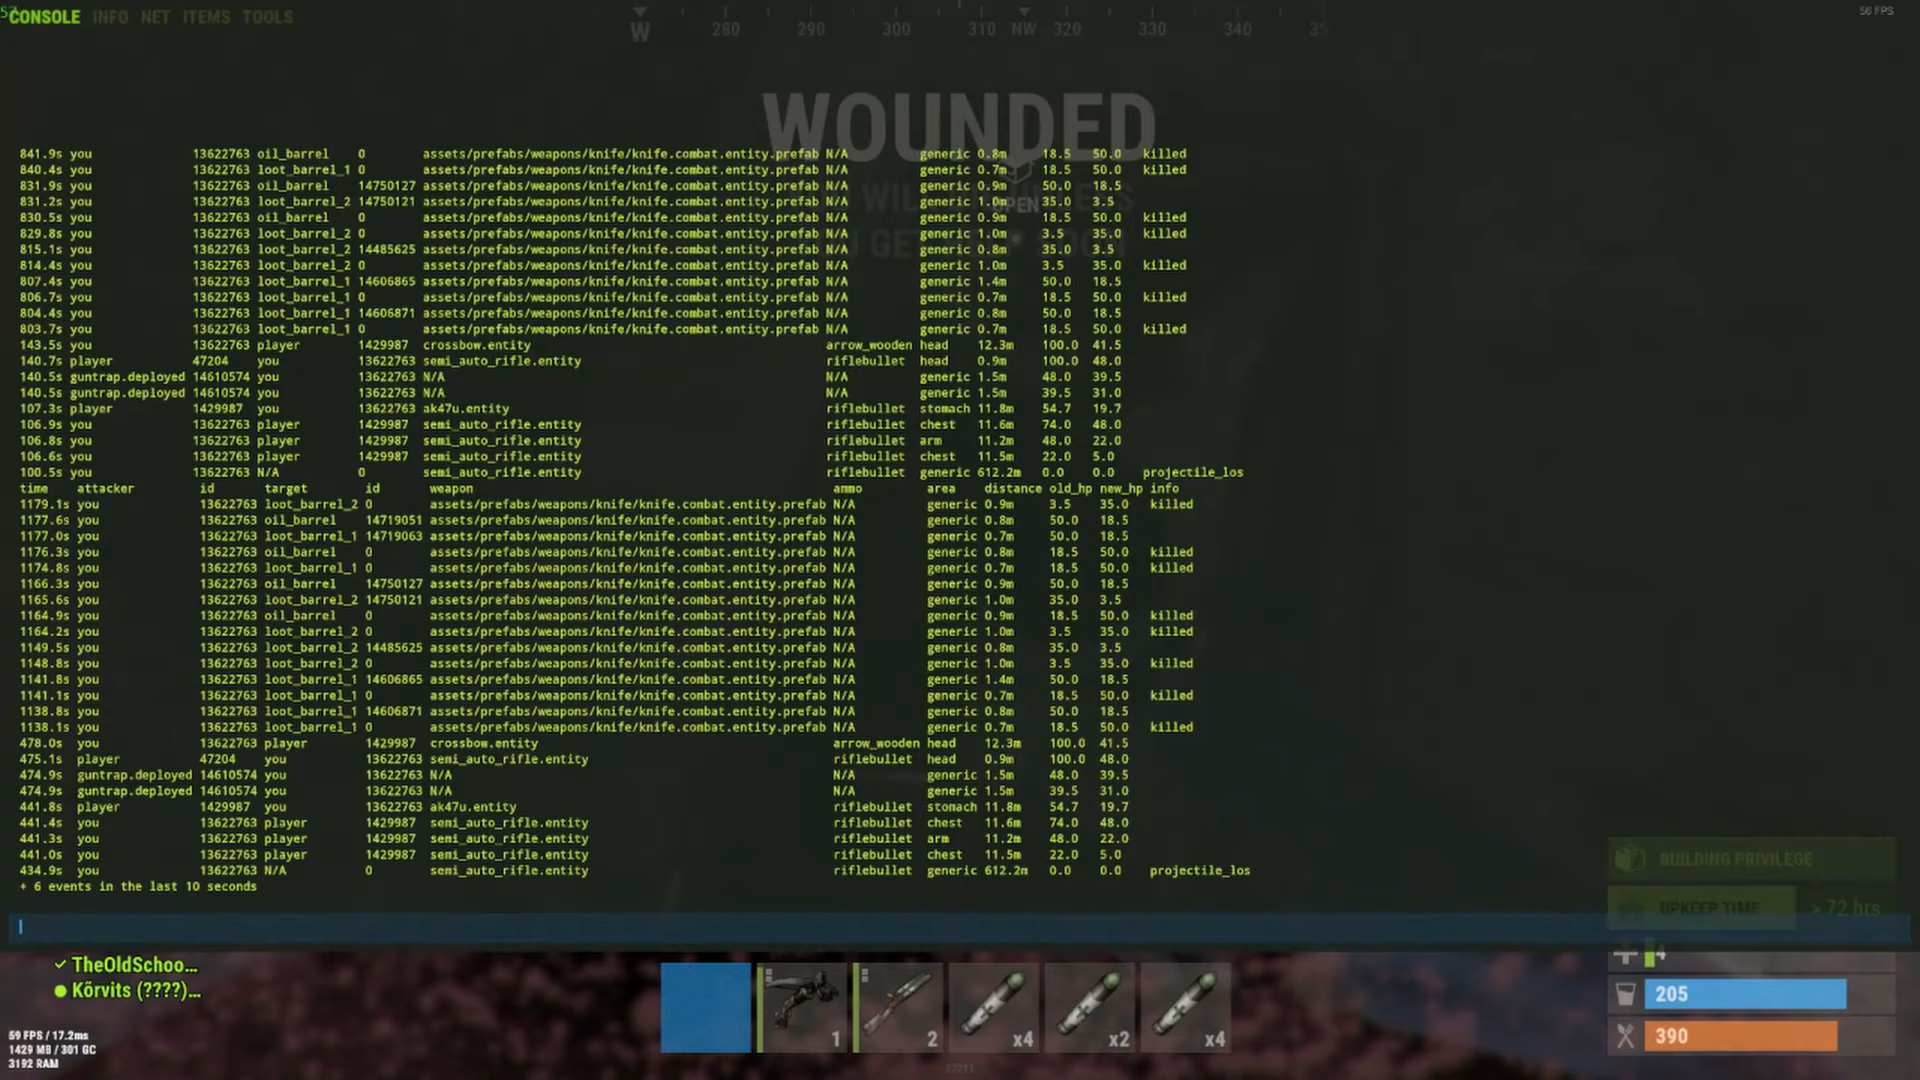 CONSOLE INFO NET ITEMS TOOLS
W 280 290 300 310 NW 320 330 340 35
56 FPS
WOUNDED
OPEN
841.9s you 13622763 oil_barrel 0 assets/prefabs/weapons/knife/knife.combat.entity.prefab N/A generic 0.8m 18.5 50.0 killed
840.4s you 13622763 loot_barrel_1 0 assets/prefabs/weapons/knife/knife.combat.entity.prefab N/A generic 0.7m 18.5 50.0 killed
831.9s you 13622763 oil_barrel 14750127 assets/prefabs/weapons/knife/knife.combat.entity.prefab N/A generic 0.9m 50.0 18.5
831.2s you 13622763 loot_barrel_2 14750121 assets/prefabs/weapons/knife/knife.combat.entity.prefab N/A generic 1.0m 35.0 3.5
830.5s you 13622763 oil_barrel 0 assets/prefabs/weapons/knife/knife.combat.entity.prefab N/A generic 0.9m 18.5 50.0 killed
829.8s you 13622763 loot_barrel_2 0 assets/prefabs/weapons/knife/knife.combat.entity.prefab N/A generic 1.0m 3.5 35.0 killed
815.1s you 13622763 loot_barrel_2 14485625 assets/prefabs/weapons/knife/knife.combat.entity.prefab N/A generic 0.8m 35.0 3.5
814.4s you 13622763 loot_barrel_2 0 assets/prefabs/weapons/knife/knife.combat.entity.prefab N/A generic 1.0m 3.5 35.0 killed
807.4s you 13622763 loot_barrel_1 14606865 assets/prefabs/weapons/knife/knife.combat.entity.prefab N/A generic 1.4m 50.0 18.5
806.7s you 13622763 loot_barrel_1 0 assets/prefabs/weapons/knife/knife.combat.entity.prefab N/A generic 0.7m 18.5 50.0 killed
804.4s you 13622763 loot_barrel_1 14606871 assets/prefabs/weapons/knife/knife.combat.entity.prefab N/A generic 0.8m 50.0 18.5
803.7s you 13622763 loot_barrel_1 0 assets/prefabs/weapons/knife/knife.combat.entity.prefab N/A generic 0.7m 18.5 50.0 killed
143.5s you 13622763 player 1429987 crossbow.entity arrow_wooden head 12.3m 100.0 41.5
140.7s player 47204 you 13622763 semi_auto_rifle.entity riflebullet head 0.9m 100.0 48.0
140.5s guntrap.deployed 14610574 you 13622763 N/A N/A generic 1.5m 48.0 39.5
140.5s guntrap.deployed 14610574 you 13622763 N/A N/A generic 1.5m 39.5 31.0
107.3s player 1429987 you 13622763 ak47u.entity riflebullet stomach 11.8m 54.7 19.7
106.9s you 13622763 player 1429987 semi_auto_rifle.entity riflebullet chest 11.6m 74.0 48.0
106.8s you 13622763 player 1429987 semi_auto_rifle.entity riflebullet arm 11.2m 48.0 22.0
106.6s you 13622763 player 1429987 semi_auto_rifle.entity riflebullet chest 11.5m 22.0 5.0
100.5s you 13622763 N/A 0 semi_auto_rifle.entity riflebullet generic 612.2m 0.0 0.0 projectile_los
time attacker id target id weapon ammo area distance old_hp new_hp info
1179.1s you 13622763 loot_barrel_2 0 assets/prefabs/weapons/knife/knife.combat.entity.prefab N/A generic 0.9m 3.5 35.0 killed
1177.6s you 13622763 oil_barrel 14719051 assets/prefabs/weapons/knife/knife.combat.entity.prefab N/A generic 0.8m 50.0 18.5
1177.0s you 13622763 loot_barrel_1 14719063 assets/prefabs/weapons/knife/knife.combat.entity.prefab N/A generic 0.7m 50.0 18.5
1176.3s you 13622763 oil_barrel 0 assets/prefabs/weapons/knife/knife.combat.entity.prefab N/A generic 0.8m 18.5 50.0 killed
1174.8s you 13622763 loot_barrel_1 0 assets/prefabs/weapons/knife/knife.combat.entity.prefab N/A generic 0.7m 18.5 50.0 killed
1166.3s you 13622763 oil_barrel 14750127 assets/prefabs/weapons/knife/knife.combat.entity.prefab N/A generic 0.9m 50.0 18.5
1165.6s you 13622763 loot_barrel_2 14750121 assets/prefabs/weapons/knife/knife.combat.entity.prefab N/A generic 1.0m 35.0 3.5
1164.9s you 13622763 oil_barrel 0 assets/prefabs/weapons/knife/knife.combat.entity.prefab N/A generic 0.9m 18.5 50.0 killed
1164.2s you 13622763 loot_barrel_2 0 assets/prefabs/weapons/knife/knife.combat.entity.prefab N/A generic 1.0m 3.5 35.0 killed
1149.5s you 13622763 loot_barrel_2 14485625 assets/prefabs/weapons/knife/knife.combat.entity.prefab N/A generic 0.8m 35.0 3.5
1148.8s you 13622763 loot_barrel_2 0 assets/prefabs/weapons/knife/knife.combat.entity.prefab N/A generic 1.0m 3.5 35.0 killed
1141.8s you 13622763 loot_barrel_1 14606865 assets/prefabs/weapons/knife/knife.combat.entity.prefab N/A generic 1.4m 50.0 18.5
1141.1s you 13622763 loot_barrel_1 0 assets/prefabs/weapons/knife/knife.combat.entity.prefab N/A generic 0.7m 18.5 50.0 killed
1138.8s you 13622763 loot_barrel_1 14606871 assets/prefabs/weapons/knife/knife.combat.entity.prefab N/A generic 0.8m 50.0 18.5
1138.1s you 13622763 loot_barrel_1 0 assets/prefabs/weapons/knife/knife.combat.entity.prefab N/A generic 0.7m 18.5 50.0 killed
478.0s you 13622763 player 1429987 crossbow.entity arrow_wooden head 12.3m 100.0 41.5
475.1s player 47204 you 13622763 semi_auto_rifle.entity riflebullet head 0.9m 100.0 48.0
474.9s guntrap.deployed 14610574 you 13622763 N/A N/A generic 1.5m 48.0 39.5
474.9s guntrap.deployed 14610574 you 13622763 N/A N/A generic 1.5m 39.5 31.0
441.8s player 1429987 you 13622763 ak47u.entity riflebullet stomach 11.8m 54.7 19.7
441.4s you 13622763 player 1429987 semi_auto_rifle.entity riflebullet chest 11.6m 74.0 48.0
441.3s you 13622763 player 1429987 semi_auto_rifle.entity riflebullet arm 11.2m 48.0 22.0
441.0s you 13622763 player 1429987 semi_auto_rifle.entity riflebullet chest 11.5m 22.0 5.0
434.9s you 13622763 N/A 0 semi_auto_rifle.entity riflebullet generic 612.2m 0.0 0.0 projectile_los
+ 6 events in the last 10 seconds
BUILDING PRIVILEGE
UPKEEP TIME > 72 hrs
TheOldSchoo...
Kõrvits (????)...
59 FPS / 17.2ms
1429 MB / 301 GC
3192 RAM
1 2 x4 x2 x4
4
205
390